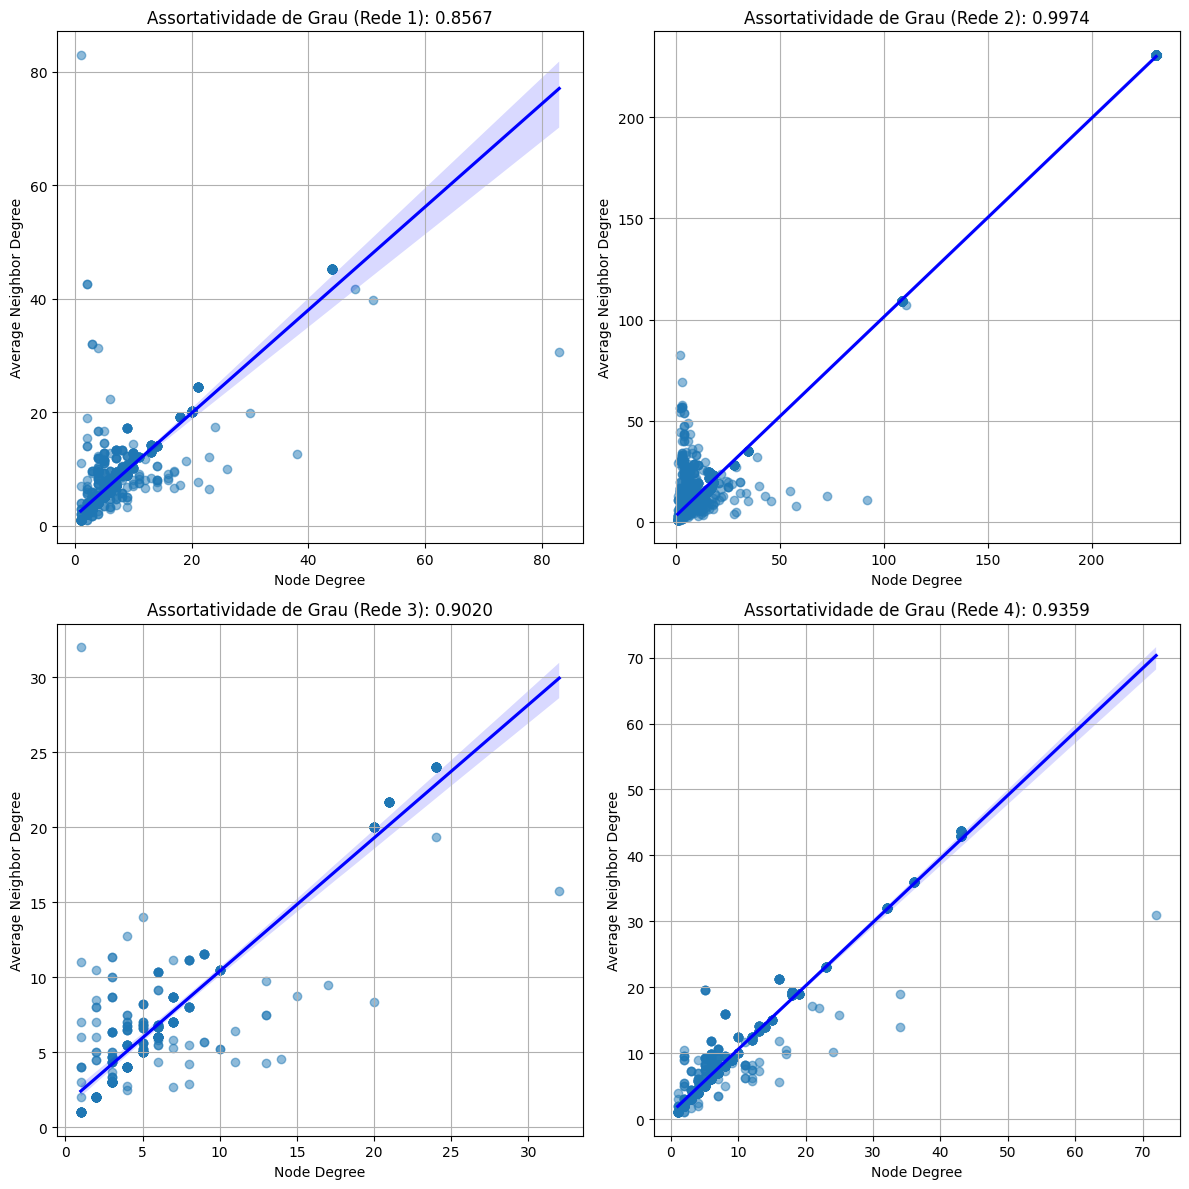 Assortatividade de Grau (Rede 1): 0.8567
80
60
40
20
0
Average Neighbor Degree
0 20 40 60 80
Node Degree
Assortatividade de Grau (Rede 2): 0.9974
200
150
100
50
0
Average Neighbor Degree
0 50 100 150 200
Node Degree
Assortatividade de Grau (Rede 3): 0.9020
30
25
20
15
10
5
0
Average Neighbor Degree
0 5 10 15 20 25 30
Node Degree
Assortatividade de Grau (Rede 4): 0.9359
70
60
50
40
30
20
10
0
Average Neighbor Degree
0 10 20 30 40 50 60 70
Node Degree